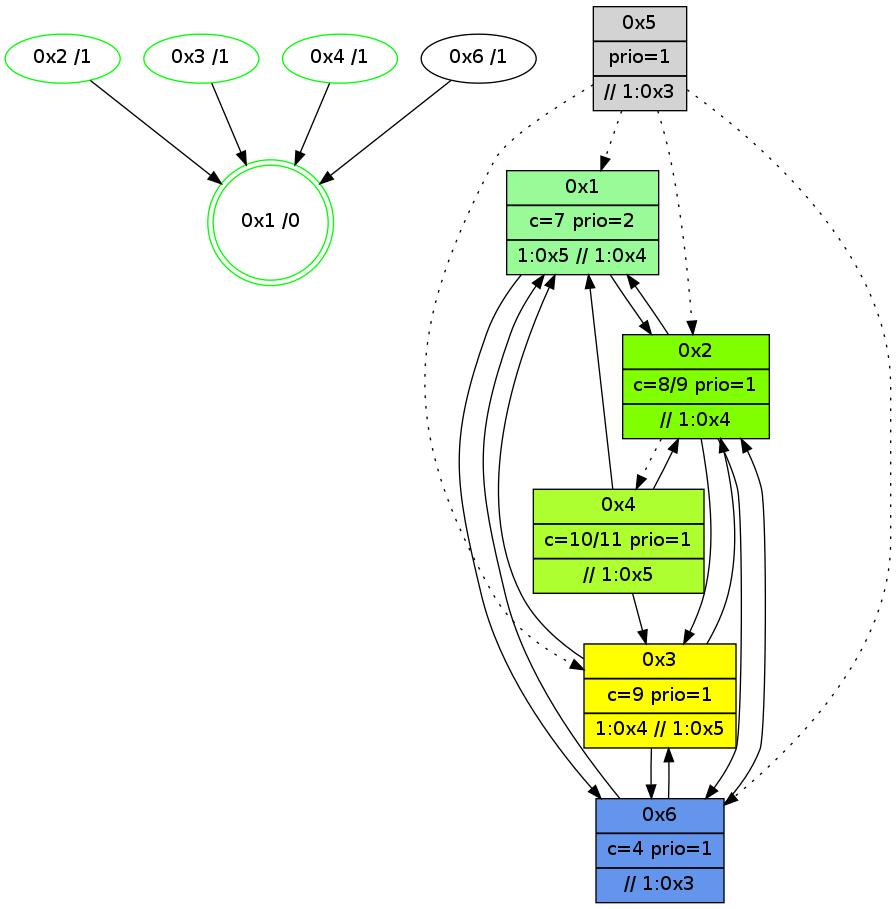 0x2 /1
0x3 /1
0x4 /1
0x6 /1
0x1 /0
0x5
prio=1
// 1:0x3
0x1
c=7 prio=2
1:0x5 // 1:0x4
0x2
c=8/9 prio=1
// 1:0x4
0x4
c=10/11 prio=1
// 1:0x5
0x3
c=9 prio=1
1:0x4 // 1:0x5
0x6
c=4 prio=1
// 1:0x3